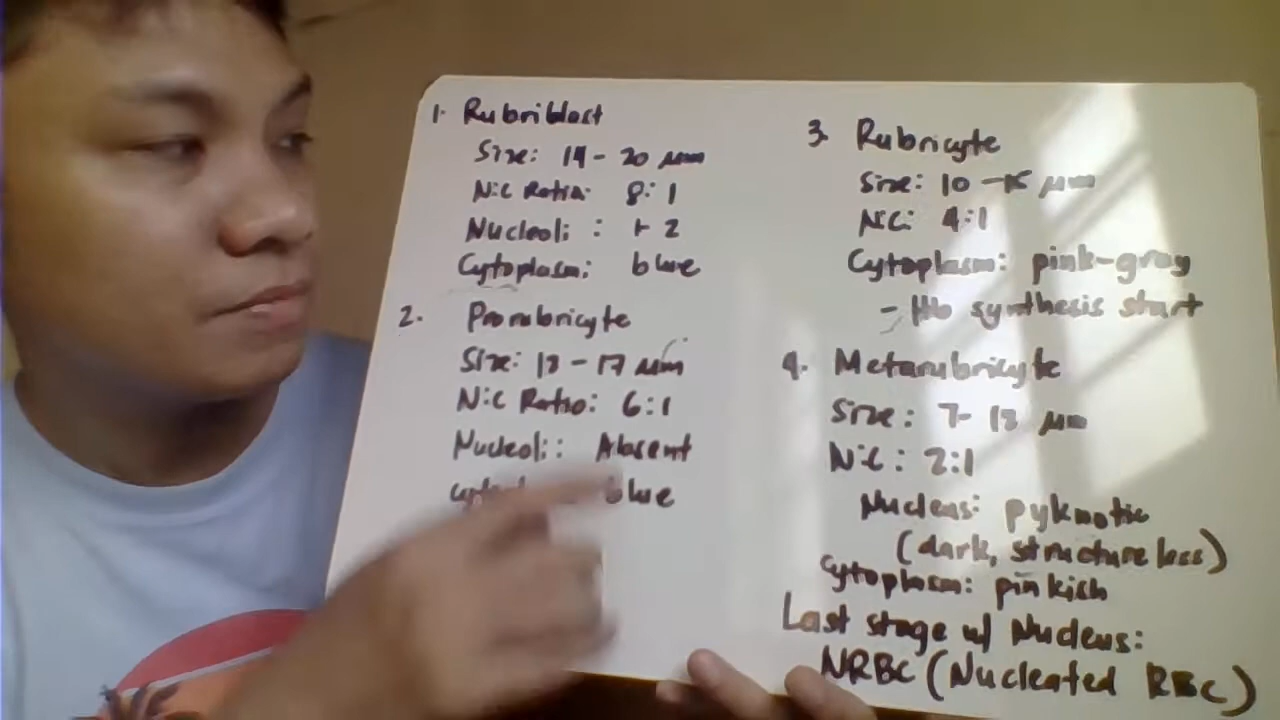 1. Rubriblast
Size: 14-20 µm
N:C Ratio: 8:1
Nucleoli: 1-2
Cytoplasm: blue
2. Prorubricyte
Size: 12-17 µm
N:C Ratio: 6:1
Nucleoli: Absent
blue
3. Rubricyte
Size: 10-15 µm
N:C: 4:1
Cytoplasm: pink-gray
- Hb synthesis start
4. Metarubricyte
Size: 7-12 µm
N:C: 2:1
Nucleus: pyknotic
(dark, structureless)
Cytoplasm: pinkish
Last stage w/ Nucleus:
NRBC (Nucleated RBC)